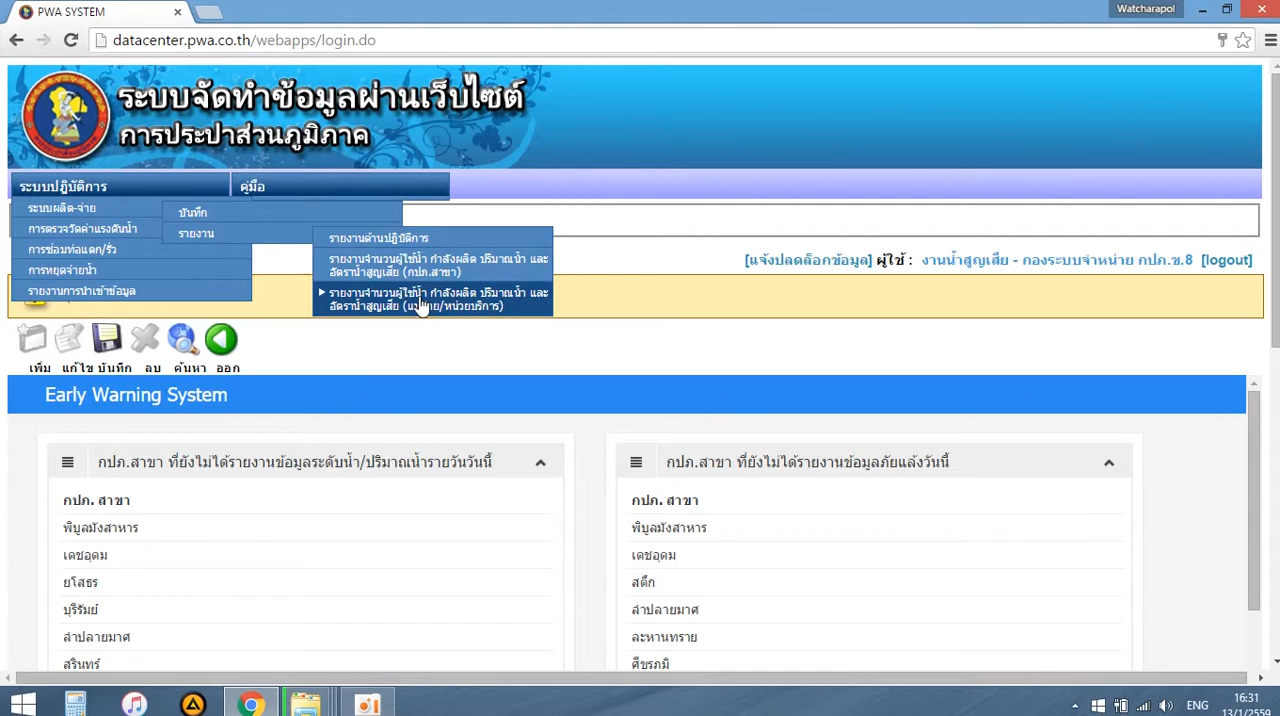 PWA SYSTEM
Watcharapol
datacenter.pwa.co.th/webapps/login.do
ระบบจัดทำข้อมูลผ่านเว็บไซต์
การประปาส่วนภูมิภาค
ระบบปฏิบัติการ
คู่มือ
ระบบผลิต-จ่าย
การตรวจวัดค่าแรงดันน้ำ
การซ่อมท่อแตก/รั่ว
การหยุดจ่ายน้ำ
รายงานการนำเข้าข้อมูล
บันทึก
รายงาน
รายงานด้านปฏิบัติการ
รายงานจำนวนผู้ใช้น้ำ กำลังผลิต ปริมาณน้ำ และ
อัตราน้ำสูญเสีย (กปภ.สาขา)
รายงานจำนวนผู้ใช้น้ำ กำลังผลิต ปริมาณน้ำ และ
อัตราน้ำสูญเสีย (แม่ข่าย/หน่วยบริการ)
[แจ้งปลดล็อกข้อมูล] ผู้ใช้ : งานน้ำสูญเสีย - กองระบบจำหน่าย กปภ.ข.8 [logout]
เพิ่ม แก้ไข บันทึก ลบ ค้นหา ออก
Early Warning System
กปภ.สาขา ที่ยังไม่ได้รายงานข้อมูลระดับน้ำ/ปริมาณน้ำรายวันวันนี้
กปภ. สาขา
พิบูลมังสาหาร
เดชอุดม
ยโสธร
บุรีรัมย์
ลำปลายมาศ
สุรินทร์
กปภ.สาขา ที่ยังไม่ได้รายงานข้อมูลภัยแล้งวันนี้
กปภ. สาขา
พิบูลมังสาหาร
เดชอุดม
สตึก
ลำปลายมาศ
ละหานทราย
ศีขรภูมิ
ENG
16:31
13/1/2559